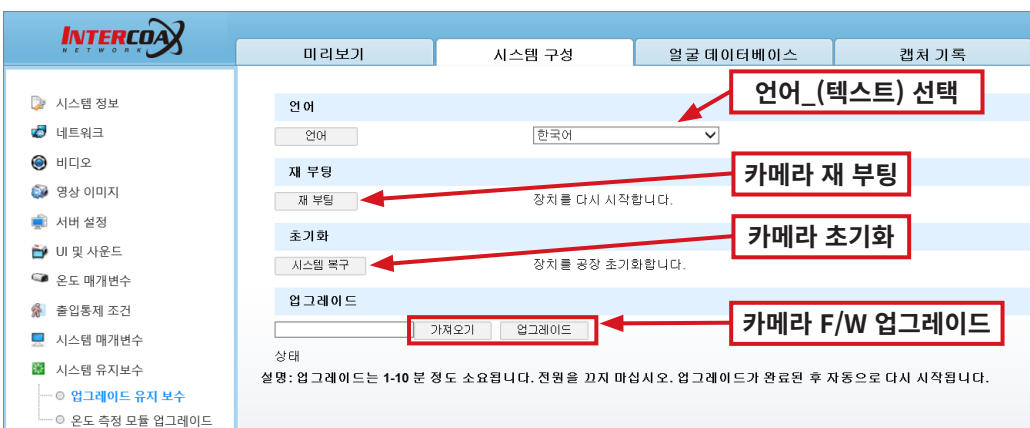 INTERCOAX
NETWORK
미리보기
시스템 구성
얼굴 데이터베이스
캡처 기록
시스템 정보
네트워크
비디오
영상 이미지
서버 설정
UI 및 사운드
온도 매개변수
출입통제 조건
시스템 매개변수
시스템 유지보수
업그레이드 유지 보수
온도 측정 모듈 업그레이드
언어
언어_(텍스트) 선택
언어
한국어
재 부팅
카메라 재 부팅
재 부팅
장치를 다시 시작합니다.
초기화
카메라 초기화
시스템 복구
장치를 공장 초기화합니다.
업그레이드
가져오기
업그레이드
카메라 F/W 업그레이드
상태
설명: 업그레이드는 1-10 분 정도 소요됩니다. 전원을 끄지 마십시오. 업그레이드가 완료된 후 자동으로 다시 시작됩니다.